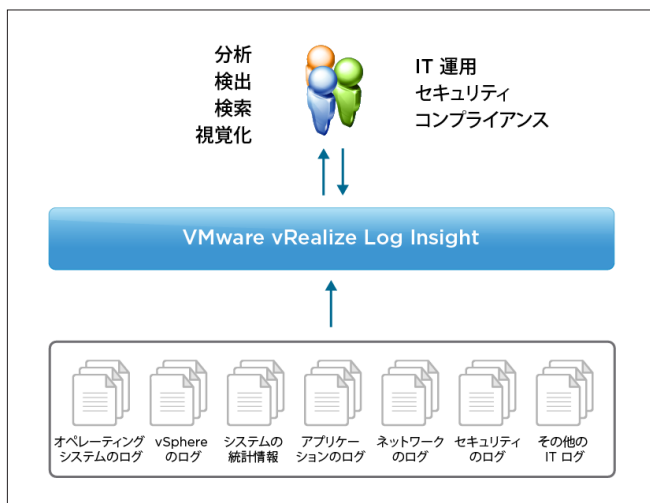 分析
検出
検索
視覚化
IT 運用
セキュリティ
コンプライアンス
VMware vRealize Log Insight
オペレーティング
システムのログ
vSphere
のログ
システムの
統計情報
アプリケー
ションのログ
ネットワーク
のログ
セキュリティ
のログ
その他の
IT ログ